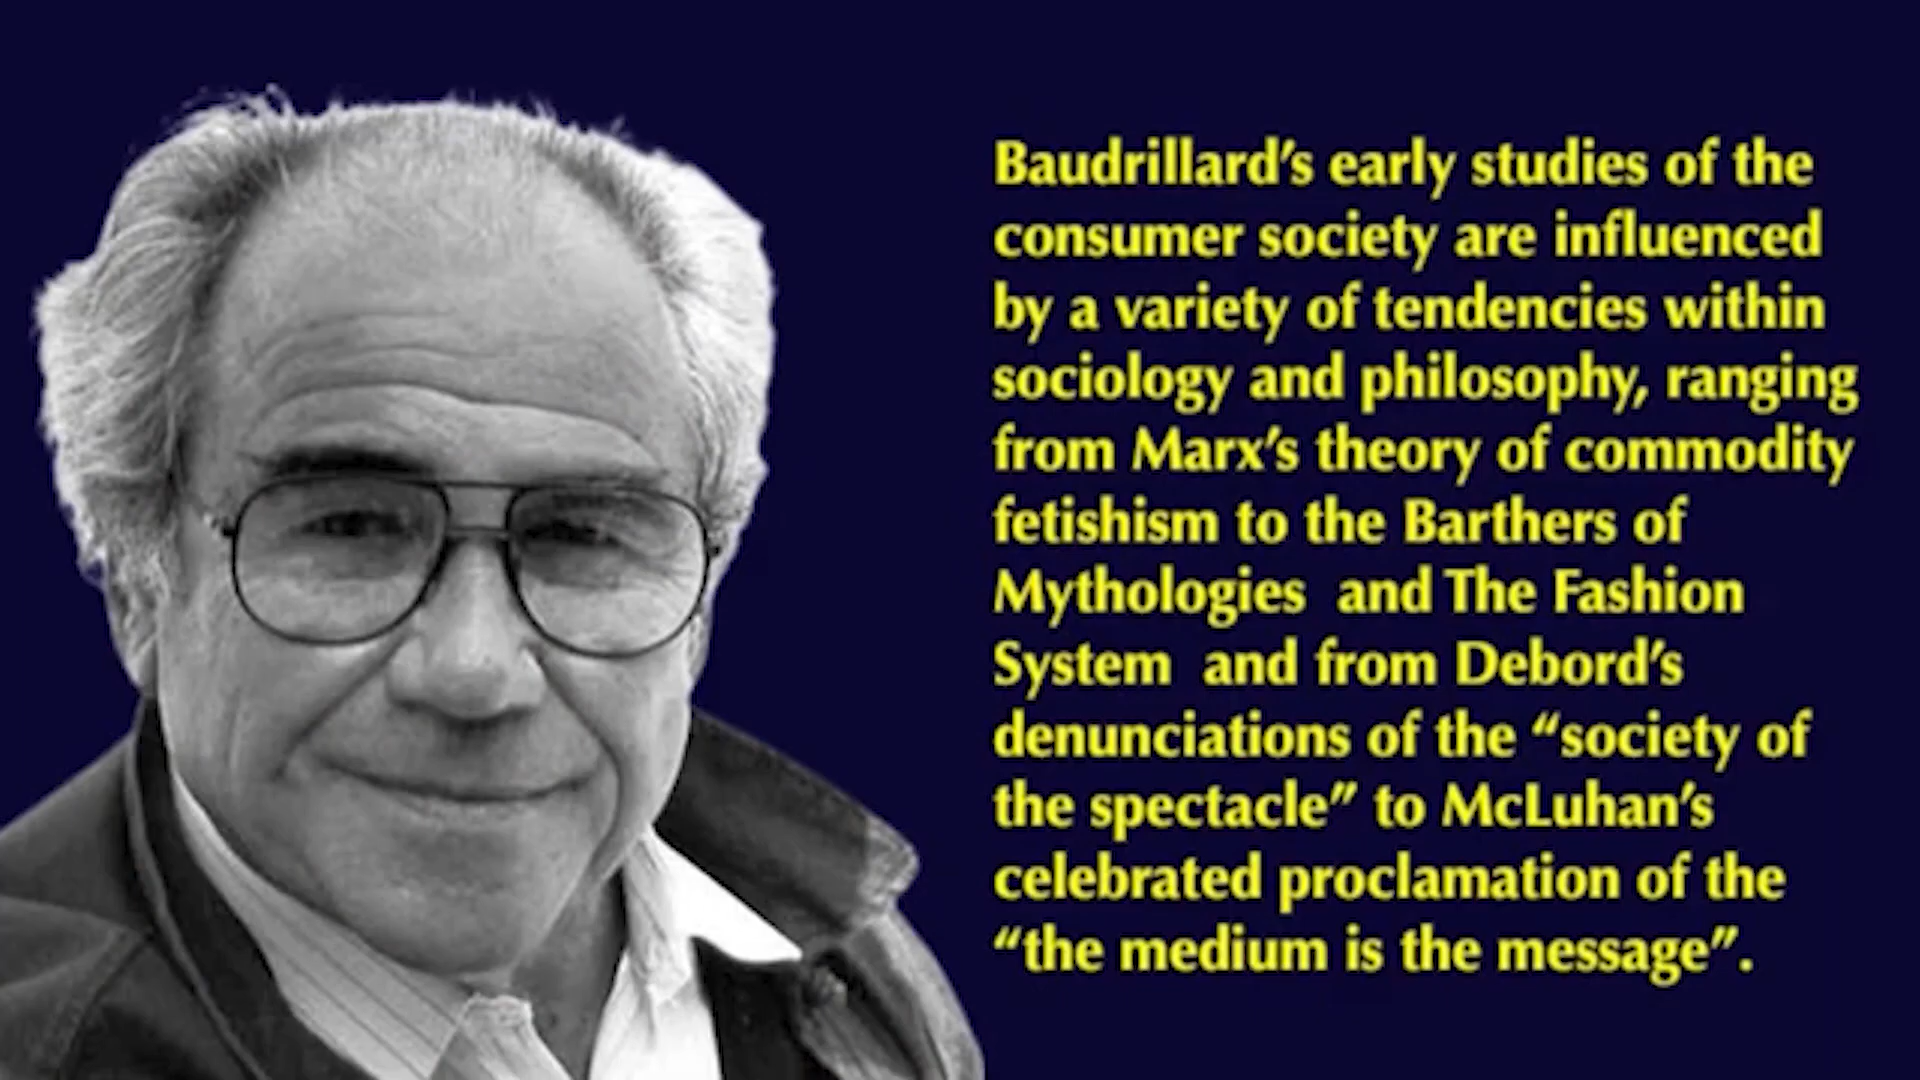 Baudrillard’s early studies of the
consumer society are influenced
by a variety of tendencies within
sociology and philosophy, ranging
from Marx’s theory of commodity
fetishism to the Barthers of
Mythologies and The Fashion
System and from Debord’s
denunciations of the “society of
the spectacle” to McLuhan’s
celebrated proclamation of the
“the medium is the message”.